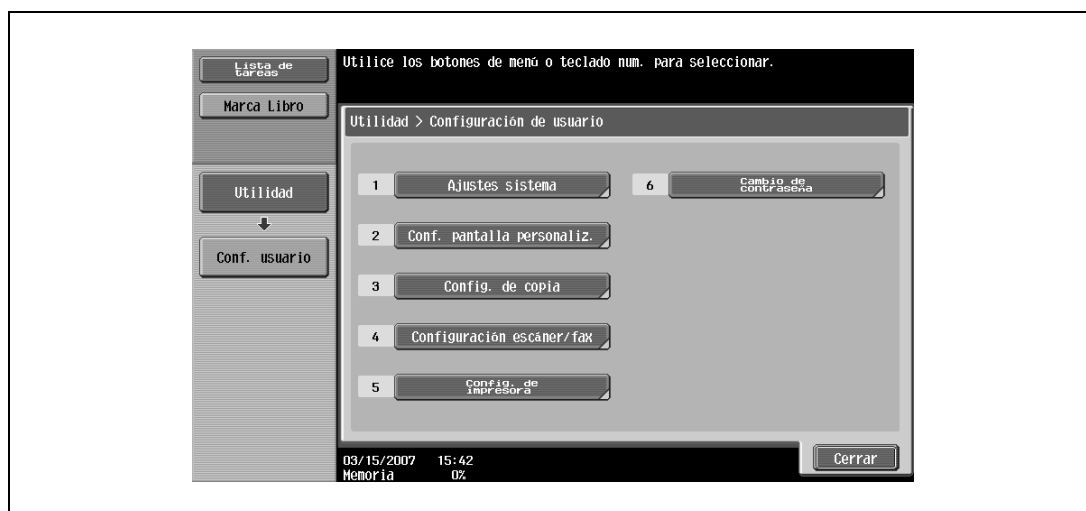 Lista de
tareas
Utilice los botones de menú o teclado num. para seleccionar.
Marca Libro
Utilidad > Configuración de usuario
Utilidad
Conf. usuario
1 Ajustes sistema
2 Conf. pantalla personaliz.
3 Config. de copia
4 Configuración escáner/fax
5 Config. de
impresora
6 Cambio de
contraseña
03/15/2007 15:42
Memoria 0%
Cerrar